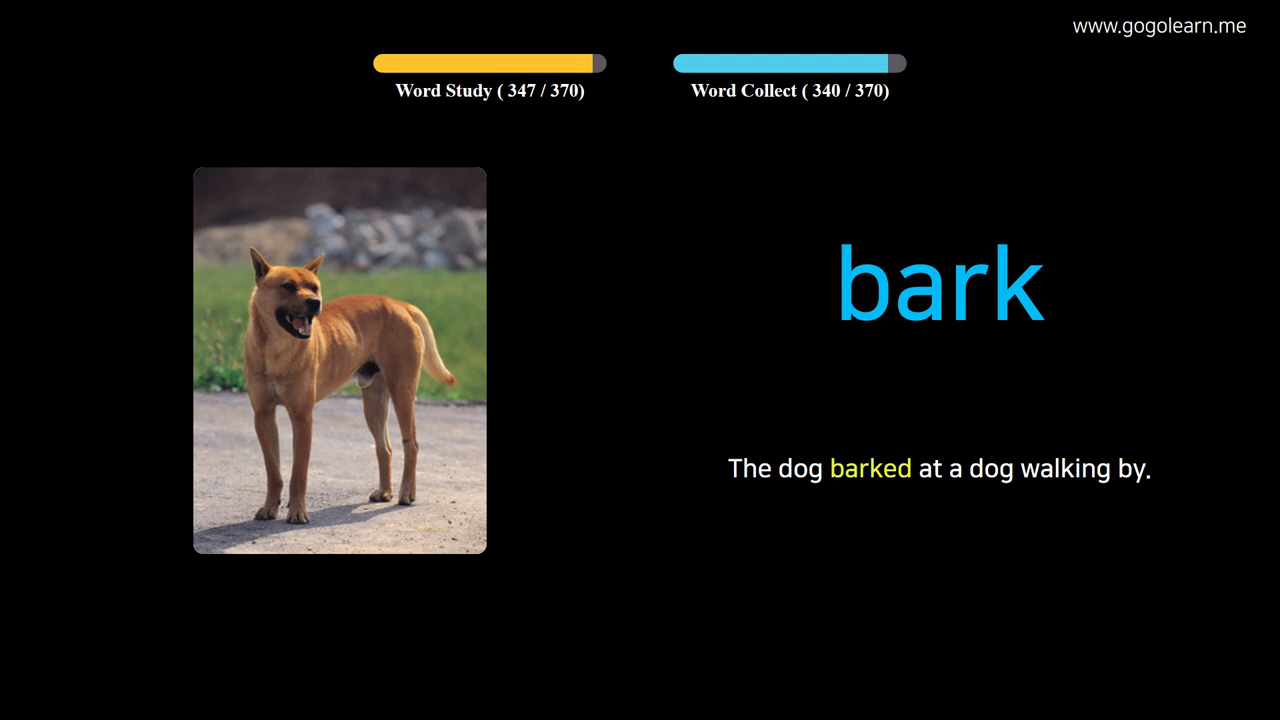 www.gogolearn.me
Word Study ( 347 / 370)
Word Collect ( 340 / 370)
bark
The dog barked at a dog walking by.